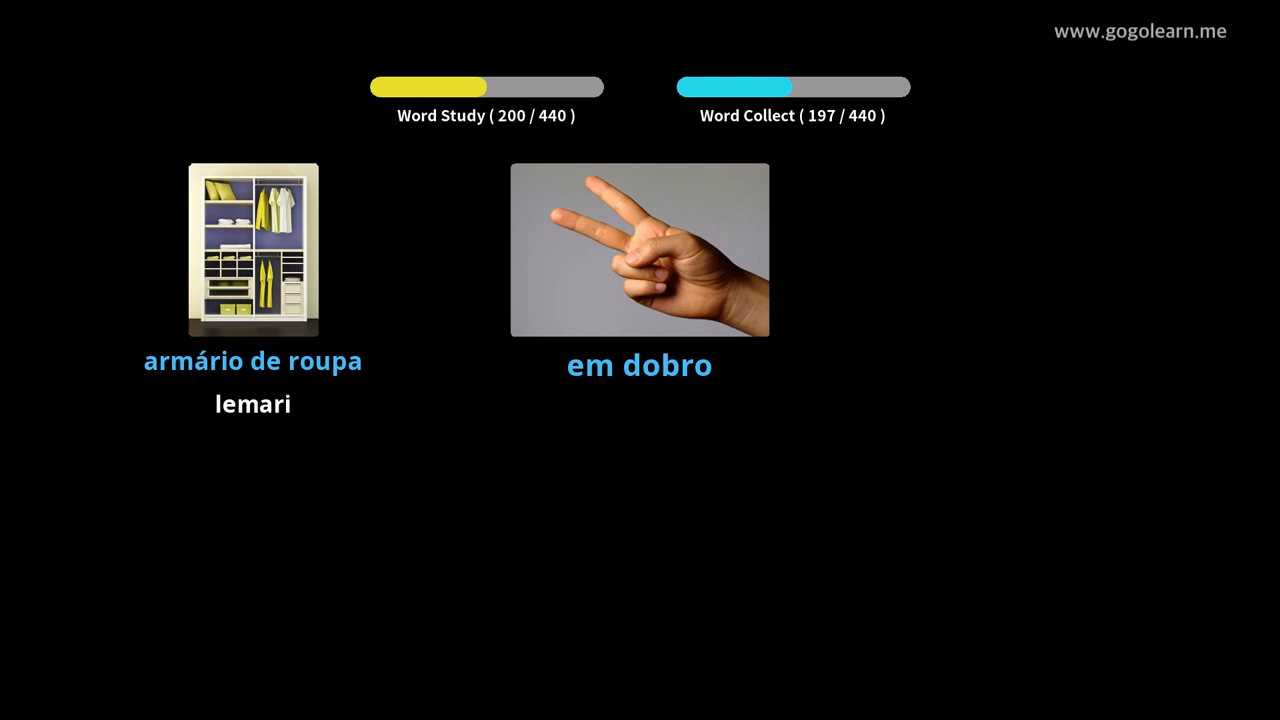 www.gogolearn.me
Word Study ( 200 / 440 )
Word Collect ( 197 / 440 )
armário de roupa
lemari
em dobro